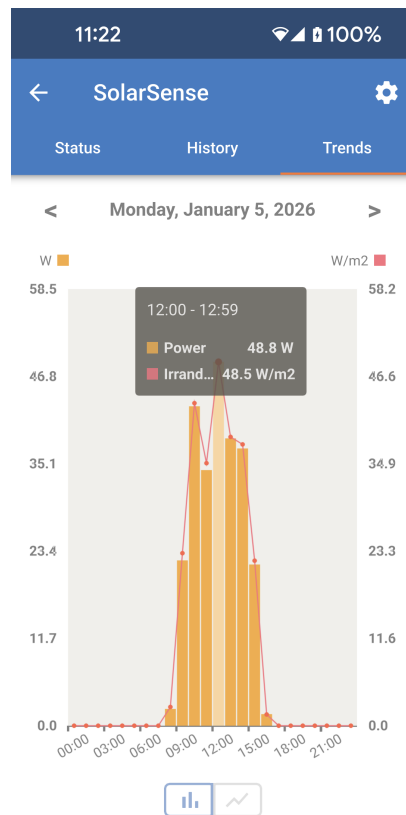 11:22 100%
SolarSense
Status History Trends
< Monday, January 5, 2026 >
W W/m2
58.5 58.2
12:00 - 12:59
Power 48.8 W
Irrand... 48.5 W/m2
46.8 46.6
35.1 34.9
23.4 23.3
11.7 11.6
0.0 0.0
00:00 03:00 06:00 09:00 12:00 15:00 18:00 21:00